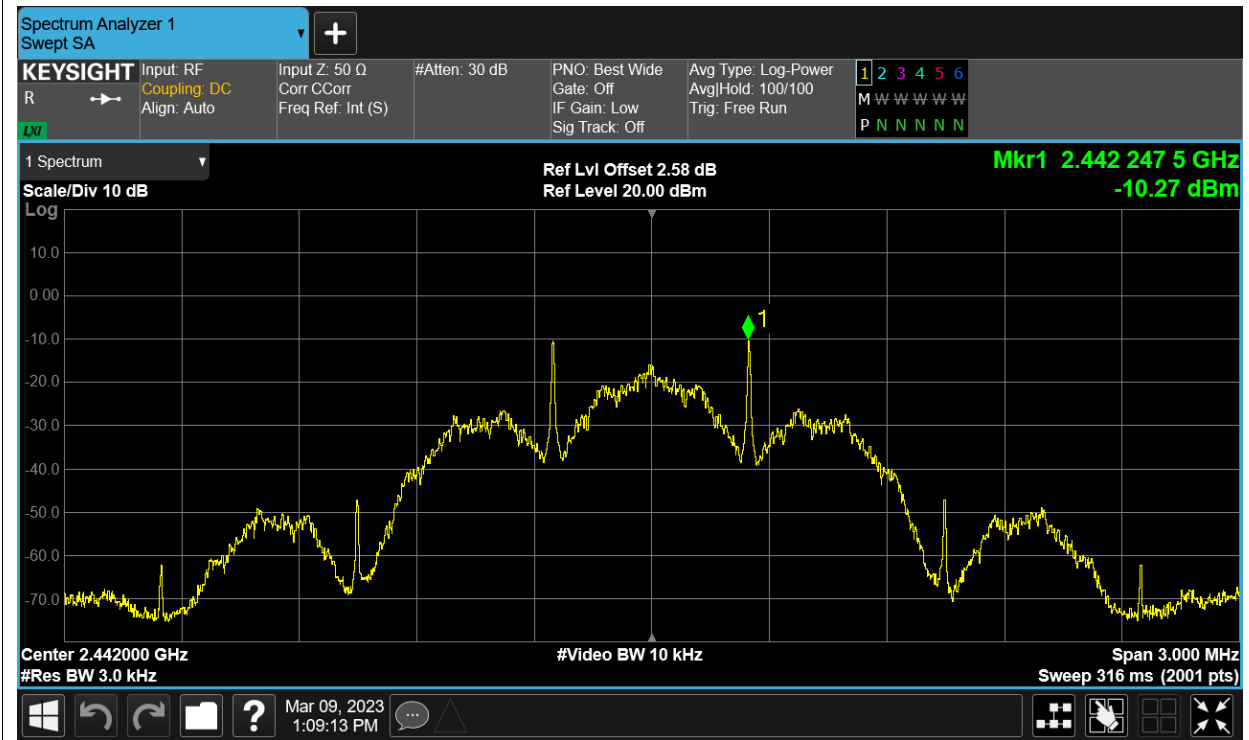 Spectrum Analyzer 1
Swept SA
KEYSIGHT
R
LXI
Input: RF
Coupling: DC
Align: Auto
Input Z: 50 Ω
Corr CCorr
Freq Ref: Int (S)
#Atten: 30 dB
PNO: Best Wide
Gate: Off
IF Gain: Low
Sig Track: Off
Avg Type: Log-Power
Avg|Hold: 100/100
Trig: Free Run
1 2 3 4 5 6
M W W W W W
P N N N N N
1 Spectrum
Scale/Div 10 dB
Log
Ref Lvl Offset 2.58 dB
Ref Level 20.00 dBm
Mkr1 2.442 247 5 GHz
-10.27 dBm
10.0
0.00
-10.0
-20.0
-30.0
-40.0
-50.0
-60.0
-70.0
1
Center 2.442000 GHz
#Res BW 3.0 kHz
#Video BW 10 kHz
Span 3.000 MHz
Sweep 316 ms (2001 pts)
?
Mar 09, 2023
1:09:13 PM